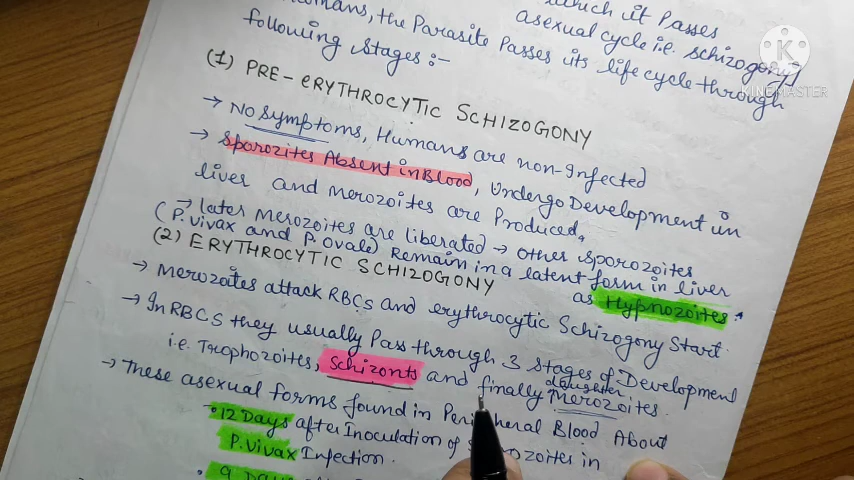 which it Passes
humans, the Parasite Passes its life cycle through
asexual cycle i.e. schizogony]
following stages :-
KINEMASTER
(1) PRE-erYTHROCYTIC SCHIZOGONY
→ No symptoms, Humans are non-Infected
→ Sporozites Absent in Blood, Undergo Development in
liver and merozoites are Produced.
→ later merozoites are liberated → other sporozoites
(P. vivax and P. Ovale) Remain in a latent form in liver
as Hypnozoites.
(2) ERYTHROCYTIC SCHIZOGONY
→ Merozoites attack RBCs and erythrocytic Schizogony Start.
→ In RBCS they usually Pass through 3 stages of Development
i.e. Trophozoites, Schizonts and finally daughter Merozoites.
→ These asexual forms found in Peripheral Blood About
• 12 Days after Inoculation of in
P. vivax Infection.
• 9 Days